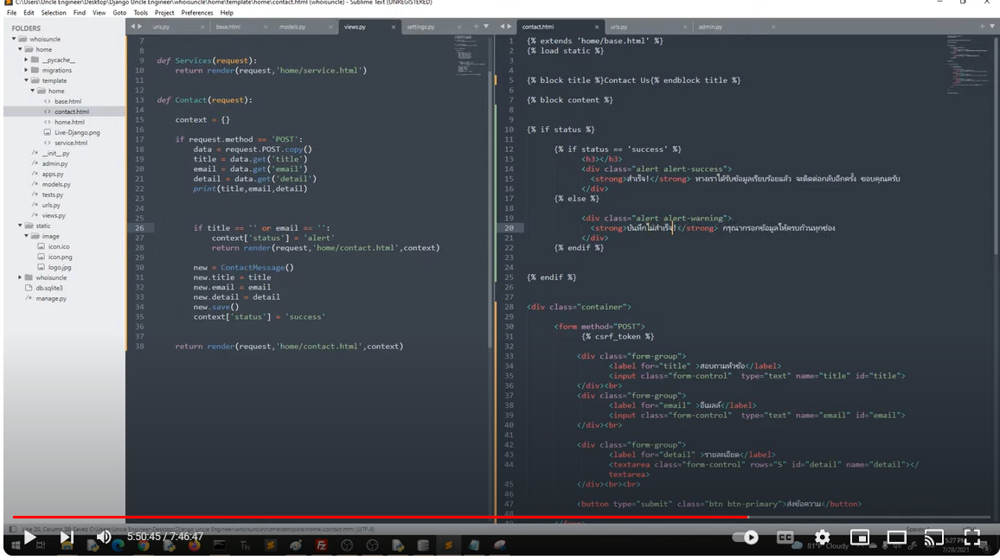 C:\Users\Uncle Engineer\Desktop\Django Uncle Engineer\whoisuncle\home\template\home\contact.html (whoisuncle) - Sublime Text (UNREGISTERED)
File Edit Selection Find View Goto Tools Project Preferences Help
FOLDERS
whoisuncle
home
__pycache__
migrations
template
home
base.html
contact.html
home.html
Live-Django.png
service.html
__init__.py
admin.py
apps.py
models.py
tests.py
urls.py
views.py
static
image
icon.ico
icon.png
logo.jpg
whoisuncle
db.sqlite3
manage.py
urls.py base.html models.py views.py settings.py
7
8
9 def Services(request):
10 return render(request,'home/service.html')
11
12
13 def Contact(request):
14
15 context = {}
16
17 if request.method == 'POST':
18 data = request.POST.copy()
19 title = data.get('title')
20 email = data.get('email')
21 detail = data.get('detail')
22 print(title,email,detail)
23
24
25
26 if title == '' or email == '':
27 context['status'] = 'alert'
28 return render(request,'home/contact.html',context)
29
30 new = ContactMessage()
31 new.title = title
32 new.email = email
33 new.detail = detail
34 new.save()
35 context['status'] = 'success'
36
37
38 return render(request,'home/contact.html',context)
contact.html urls.py admin.py
1 {% extends 'home/base.html' %}
2 {% load static %}
3
4
5 {% block title %}Contact Us{% endblock title %}
6
7 {% block content %}
8
9
10 {% if status %}
11
12 {% if status == 'success' %}
13 <h3></h3>
14 <div class="alert alert-success">
15 <strong>สำเร็จ!</strong> ทางเราได้รับข้อมูลเรียบร้อยแล้ว จะติดต่อกลับอีกครั้ง ขอบคุณครับ
16 </div>
17 {% else %}
18
19 <div class="alert alert-warning">
20 <strong>บันทึกไม่สำเร็จ!</strong> กรุณากรอกข้อมูลให้ครบถ้วนทุกช่อง
21 </div>
22 {% endif %}
23
24
25 {% endif %}
26
27
28 <div class="container">
29
30 <form method="POST">
31 {% csrf_token %}
32
33 <div class="form-group">
34 <label for="title" >สอบถามหัวข้อ</label>
35 <input class="form-control" type="text" name="title" id="title">
36 </div><br>
37 <div class="form-group">
38 <label for="email" >อีเมลล์</label>
39 <input class="form-control" type="text" name="email" id="email">
40 </div><br>
41
42 <div class="form-group">
43 <label for="detail" >รายละเอียด</label>
44 <textarea class="form-control" rows="5" id="detail" name="detail"></
textarea>
45 </div><br><br>
46
47 <button type="submit" class="btn btn-primary">ส่งข้อความ</button>
48
5:50:45 / 7:46:47
CC
81°F Cloudy
5:27 PM
7/28/2021